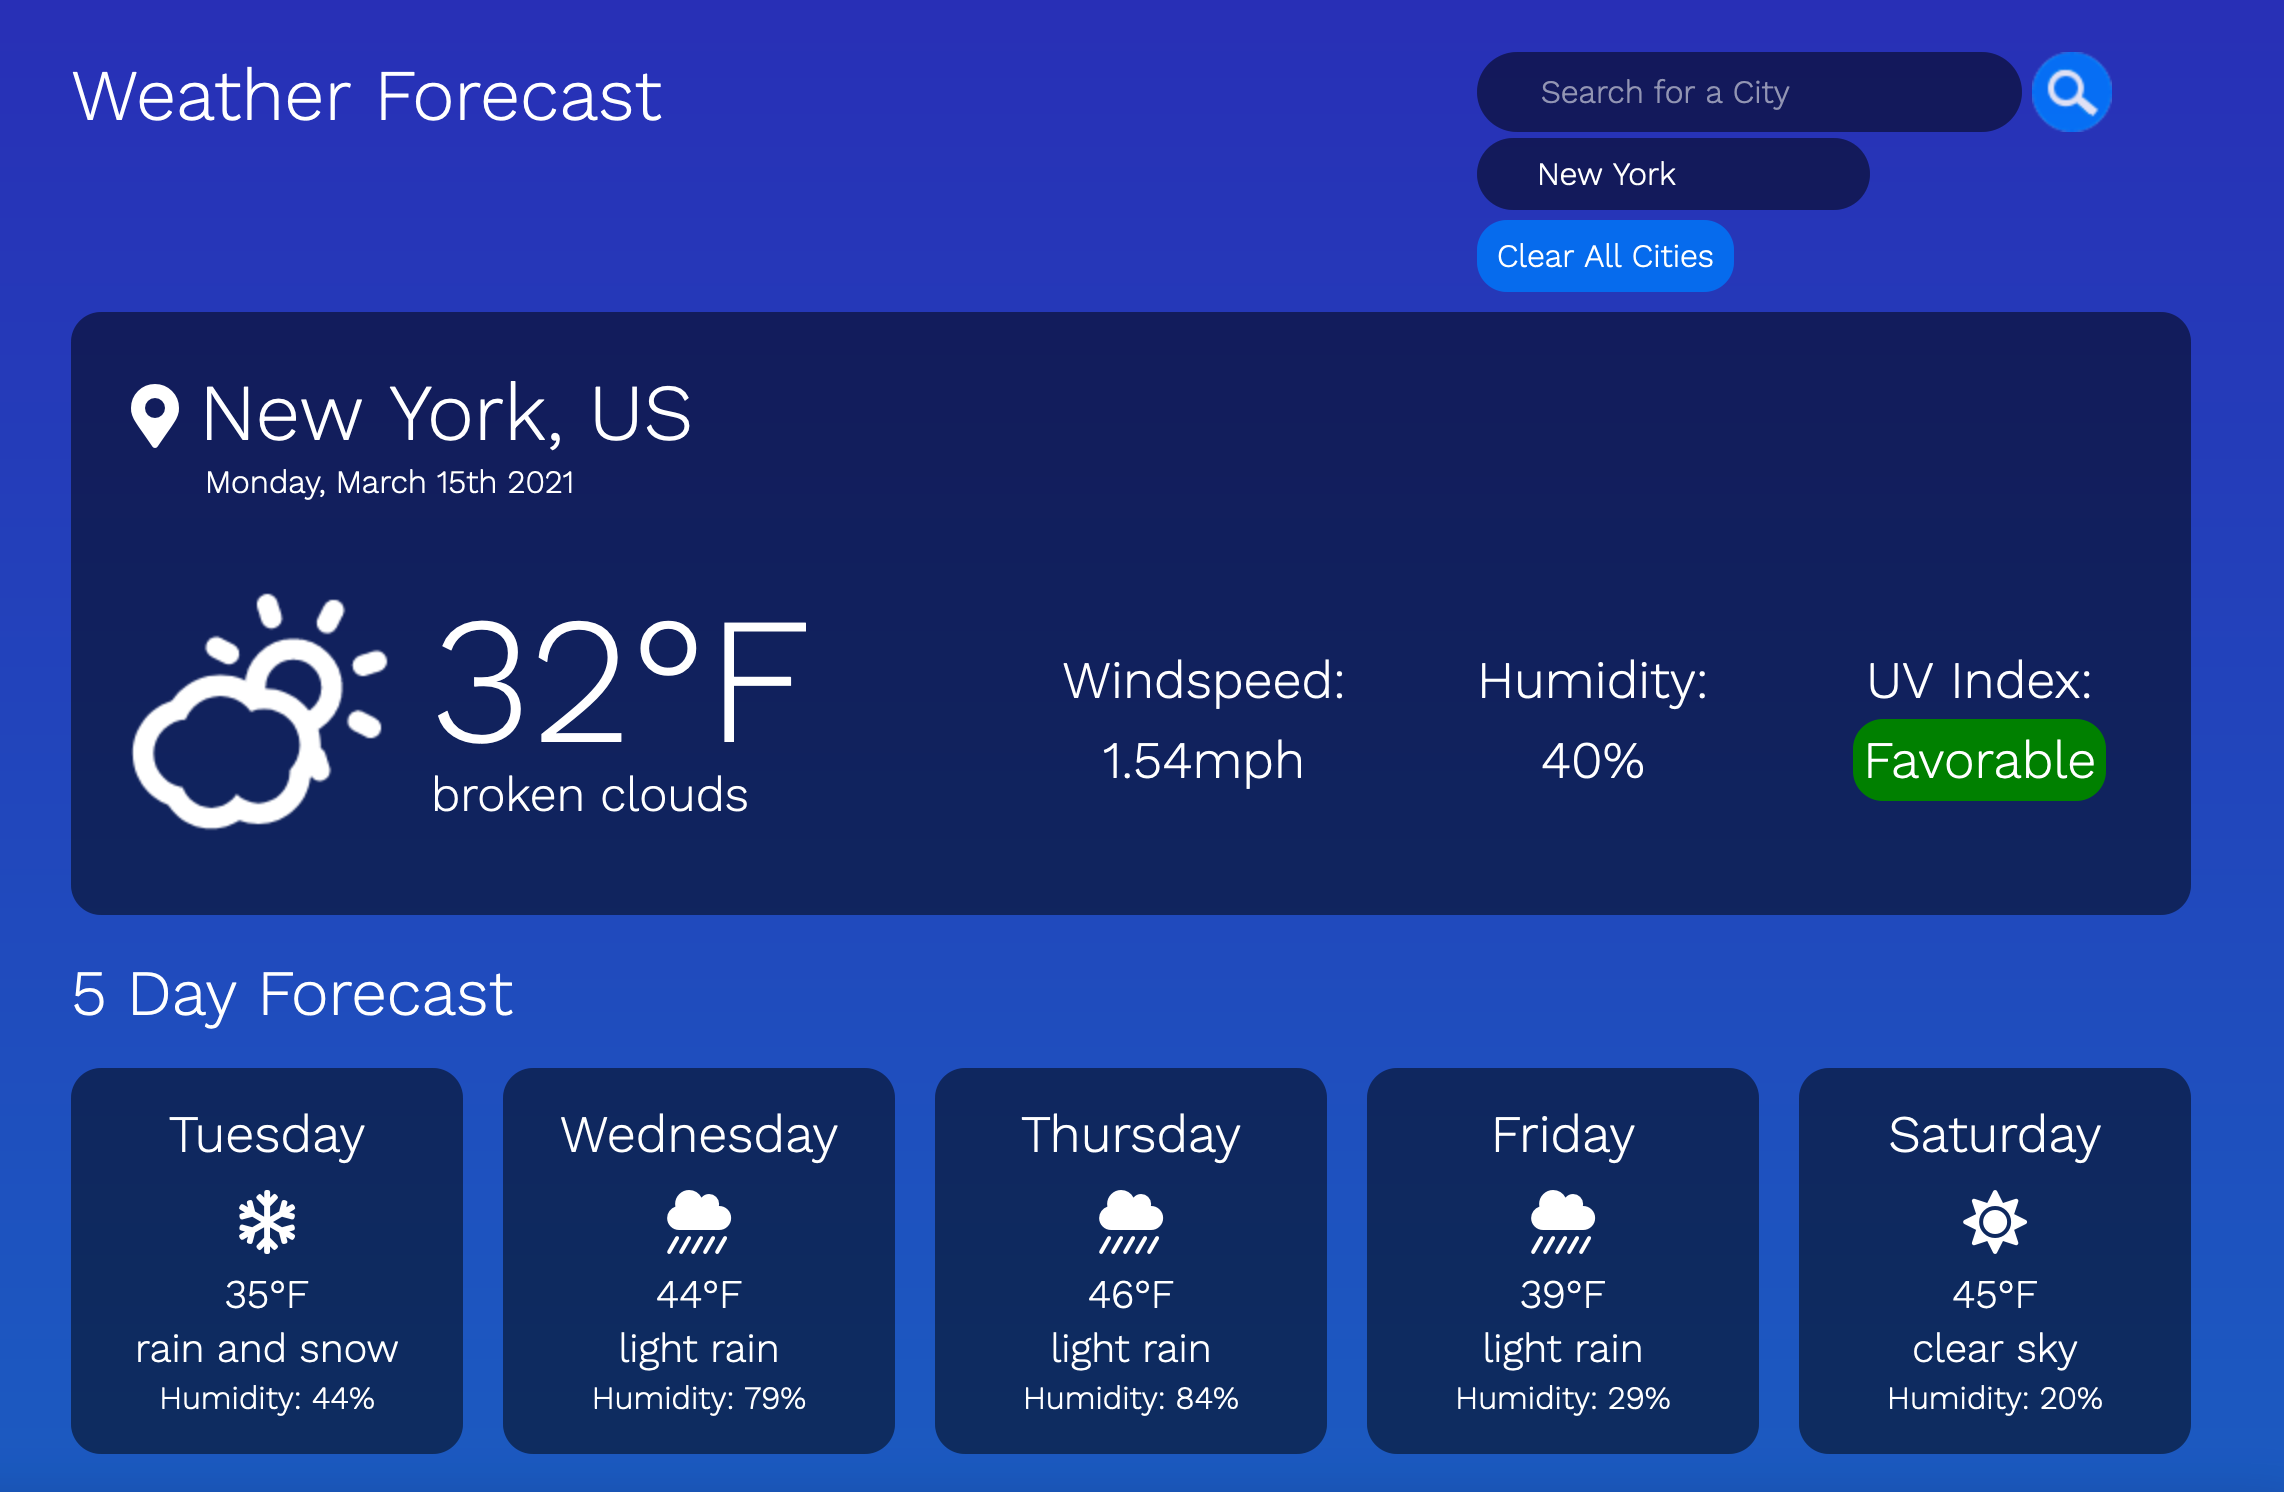 Weather Forecast
Search for a City
New York
Clear All Cities
New York, US
Monday, March 15th 2021
32°F
broken clouds
Windspeed:
1.54mph
Humidity:
40%
UV Index:
Favorable
5 Day Forecast
Tuesday
35°F
rain and snow
Humidity: 44%
Wednesday
44°F
light rain
Humidity: 79%
Thursday
46°F
light rain
Humidity: 84%
Friday
39°F
light rain
Humidity: 29%
Saturday
45°F
clear sky
Humidity: 20%